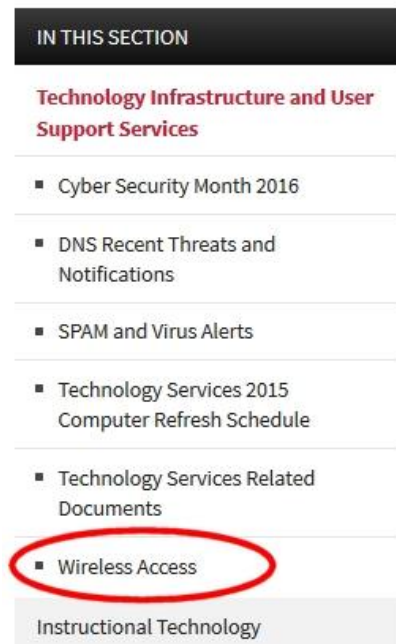 IN THIS SECTION
Technology Infrastructure and User
Support Services
Cyber Security Month 2016
DNS Recent Threats and
Notifications
SPAM and Virus Alerts
Technology Services 2015
Computer Refresh Schedule
Technology Services Related
Documents
Wireless Access
Instructional Technology